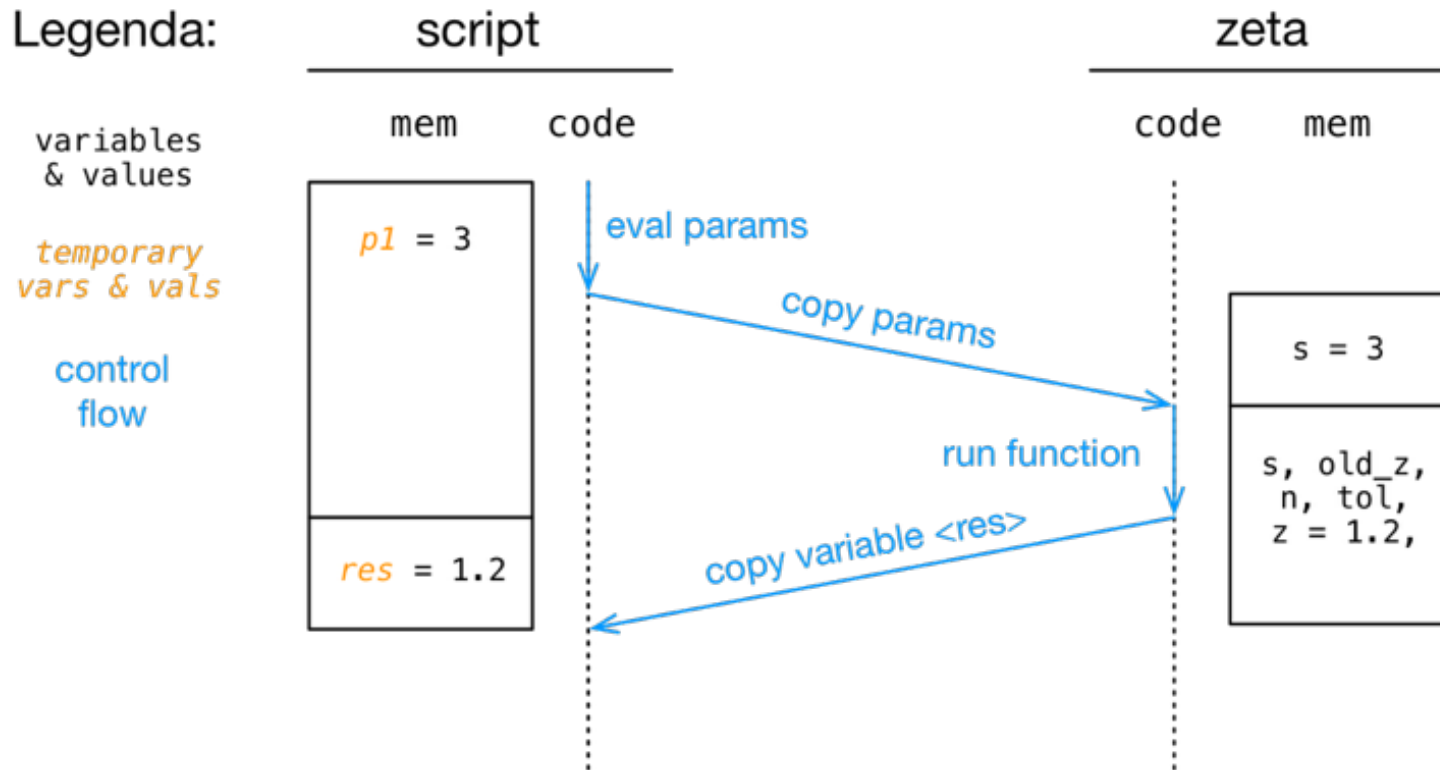 Legenda:
script
zeta
mem
code
code
mem
variables
& values
temporary
vars & vals
control
flow
p1 = 3
eval params
copy params
s = 3
run function
s, old_z,
n, tol,
z = 1.2,
copy variable <res>
res = 1.2